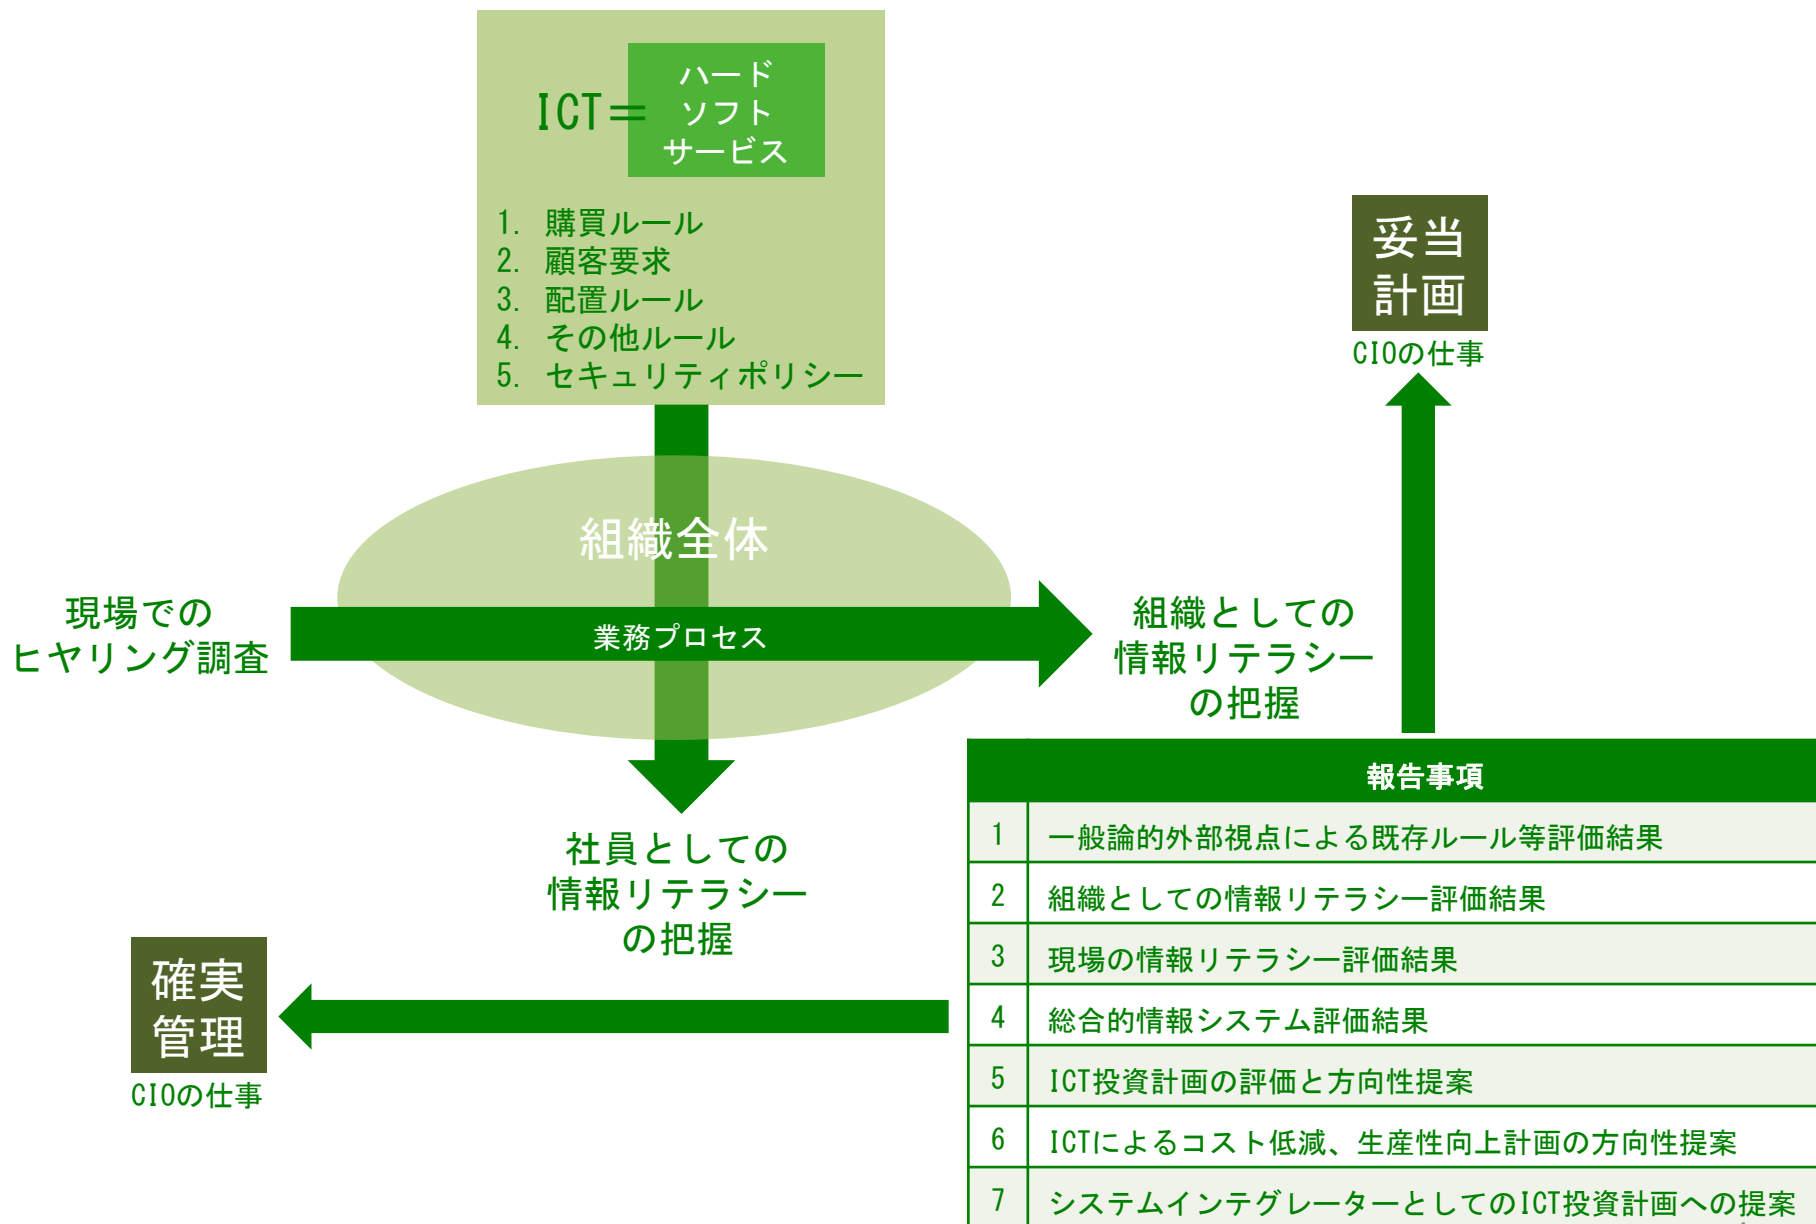 ICT＝
ハード
ソフト
サービス
1. 購買ルール
2. 顧客要求
3. 配置ルール
4. その他ルール
5. セキュリティポリシー
妥当
計画
CIOの仕事
組織全体
現場での
ヒヤリング調査
業務プロセス
組織としての
情報リテラシー
の把握
社員としての
情報リテラシー
の把握
確実
管理
CIOの仕事
報告事項
1 一般論的外部視点による既存ルール等評価結果
2 組織としての情報リテラシー評価結果
3 現場の情報リテラシー評価結果
4 総合的情報システム評価結果
5 ICT投資計画の評価と方向性提案
6 ICTによるコスト低減、生産性向上計画の方向性提案
7 システムインテグレーターとしてのICT投資計画への提案